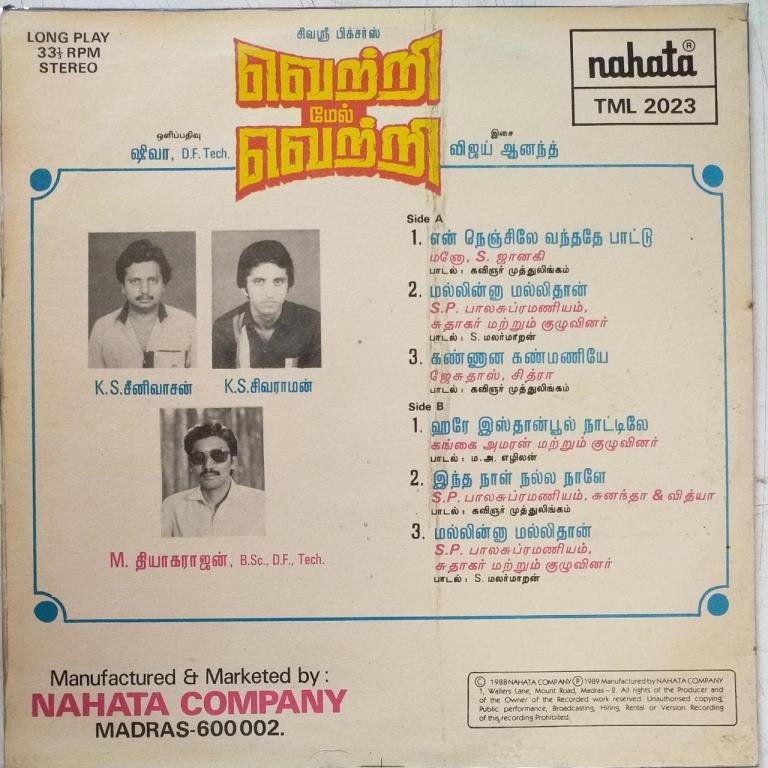 LONG PLAY
33⅓ RPM
STEREO
சிவஸ்ரீ பிக்சர்ஸ்
வெற்றி
மேல்
வெற்றி
nahata®
TML 2023
ஒளிப்பதிவு
ஷிவா, D.F. Tech.
இசை
விஜய் ஆனந்த்
K.S.சீனிவாசன்
K.S.சிவராமன்
M. தியாகராஜன், B.Sc., D.F., Tech.
Side A
1. என் நெஞ்சிலே வந்ததே பாட்டு
மனோ, S. ஜானகி
பாடல் : கவிஞர் முத்துலிங்கம்
2. மல்லின்னா மல்லிதான்
S.P. பாலசுப்ரமணியம்,
சுதாகர் மற்றும் குழுவினர்
பாடல் : S. மலர்மாறன்
3. கண்ணான கண்மணியே
ஜேசுதாஸ், சித்ரா
பாடல் : கவிஞர் முத்துலிங்கம்
Side B
1. ஹரே இஸ்தான்பூல் நாட்டிலே
கங்கை அமரன் மற்றும் குழுவினர்
பாடல் : ம.அ. எழிலன்
2. இந்த நாள் நல்ல நாளே
S.P. பாலசுப்ரமணியம், சுனந்தா & வித்யா
பாடல் : கவிஞர் முத்துலிங்கம்
3. மல்லின்னா மல்லிதான்
S.P. பாலசுப்ரமணியம்,
சுதாகர் மற்றும் குழுவினர்
பாடல் : S. மலர்மாறன்
Manufactured & Marketed by :
NAHATA COMPANY
MADRAS-600 002.
© 1988 NAHATA COMPANY ℗ 1989 Manufactured by NAHATA COMPANY
1, Wallers Lane, Mount Road, Madras - 2. All rights of the Producer and
of the Owner of the Recorded work reserved. Unauthorised copying,
Public performance, Broadcasting, Hiring, Rental or Version Recording
of this recording Prohibited.